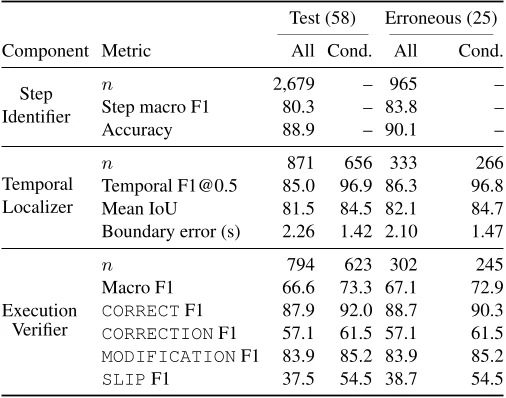 Test (58) Erroneous (25)
Component Metric All Cond. All Cond.
Step Identifier
n 2,679 – 965 –
Step macro F1 80.3 – 83.8 –
Accuracy 88.9 – 90.1 –
Temporal Localizer
n 871 656 333 266
Temporal F1@0.5 85.0 96.9 86.3 96.8
Mean IoU 81.5 84.5 82.1 84.7
Boundary error (s) 2.26 1.42 2.10 1.47
Execution Verifier
n 794 623 302 245
Macro F1 66.6 73.3 67.1 72.9
CORRECT F1 87.9 92.0 88.7 90.3
CORRECTION F1 57.1 61.5 57.1 61.5
MODIFICATION F1 83.9 85.2 83.9 85.2
SLIP F1 37.5 54.5 38.7 54.5